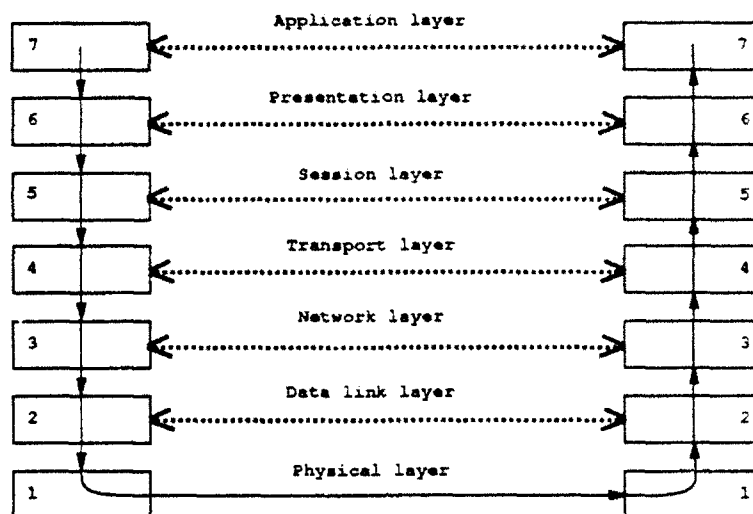 Application layer
7 7
Presentation layer
6 6
Session layer
5 5
Transport layer
4 4
Network layer
3 3
Data link layer
2 2
Physical layer
1 1